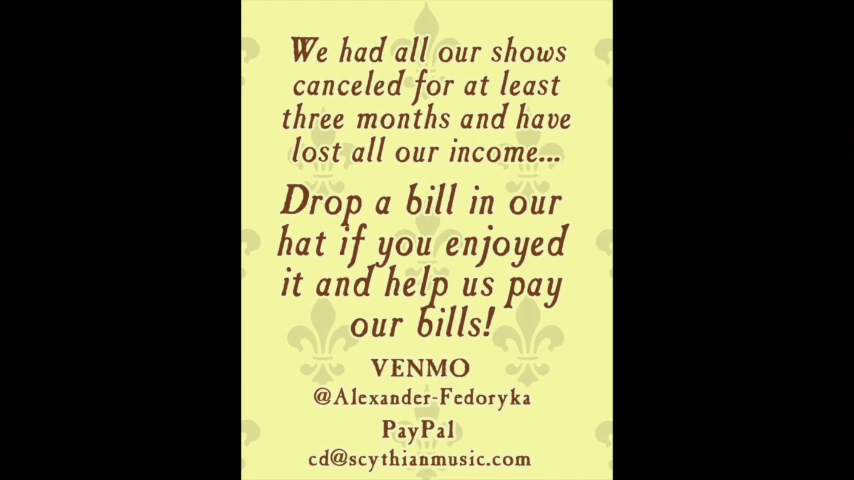 We had all our shows
canceled for at least
three months and have
lost all our income...
Drop a bill in our
hat if you enjoyed
it and help us pay
our bills!
VENMO
@Alexander-Fedoryka
PayPal
cd@scythianmusic.com